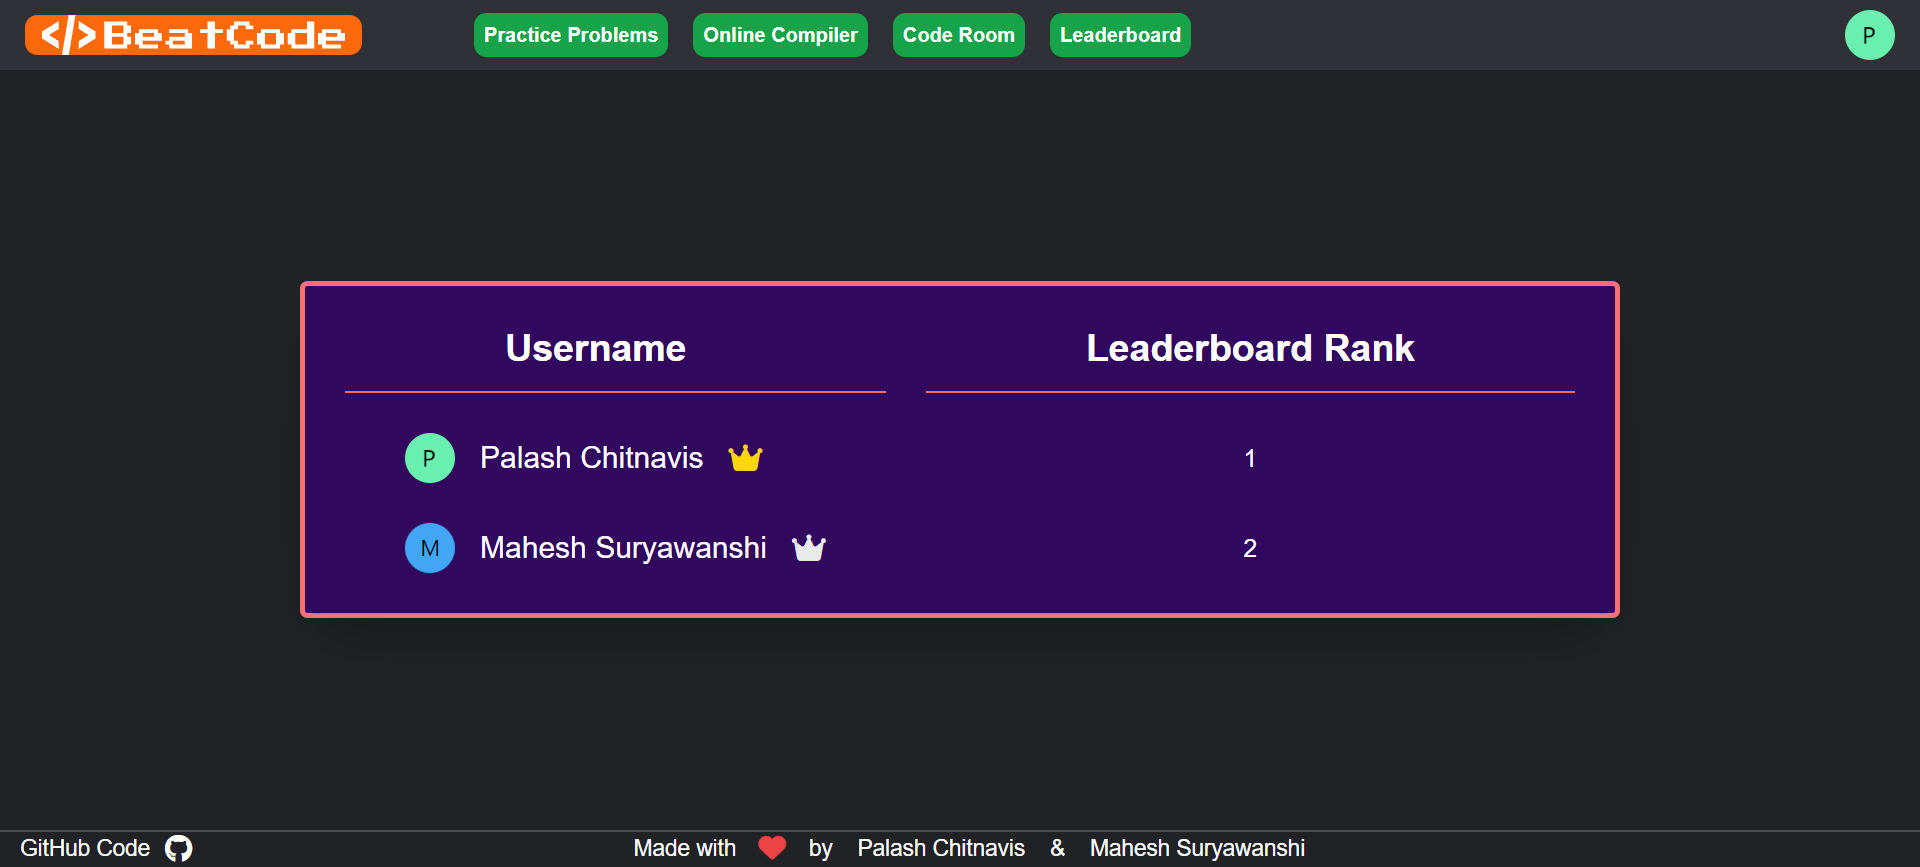 </>BeatCode Practice Problems Online Compiler Code Room Leaderboard P
Username Leaderboard Rank
P Palash Chitnavis 1
M Mahesh Suryawanshi 2
GitHub Code Made with by Palash Chitnavis & Mahesh Suryawanshi